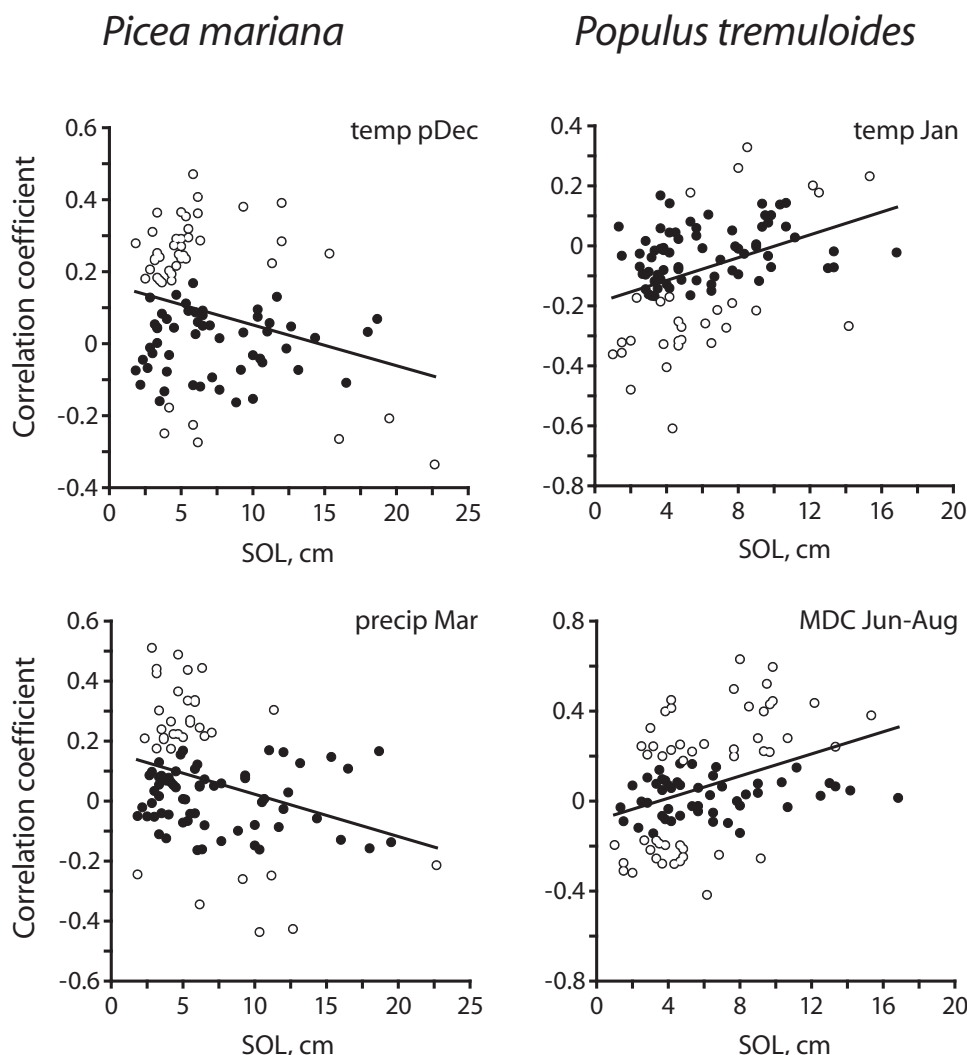 Picea mariana
Populus tremuloides
temp pDec
Correlation coefficient
0.6
0.4
0.2
0
-0.2
-0.4
0 5 10 15 20 25
SOL, cm
temp Jan
0.4
0.2
-0.0
-0.2
-0.4
-0.6
-0.8
0 4 8 12 16 20
SOL, cm
precip Mar
Correlation coefficient
0.6
0.4
0.2
0
-0.2
-0.4
-0.6
0 5 10 15 20 25
SOL, cm
MDC Jun-Aug
0.8
0.4
0.0
-0.4
-0.8
0 4 8 12 16 20
SOL, cm